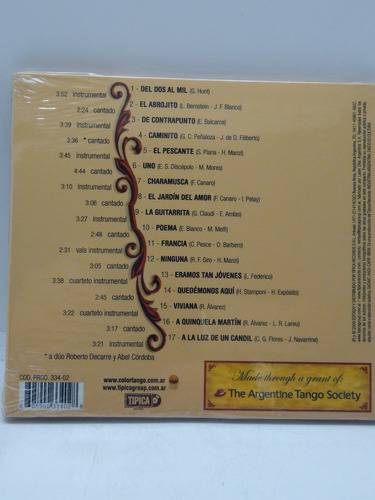 3:52 instrumental 1 - DEL DOS AL MIL (G. Hunt)
2:24 cantado 2 - EL ABROJITO (L. Bernstein - J. F Blanco)
3:39 instrumental 3 - DE CONTRAPUNTO (E. Balcarce)
3:36 * cantado 4 - CAMINITO ( G. C. Peñaloza - J. de D. Filiberto)
3:45 instrumental 5 - EL PESCANTE (S. Piana - H. Manzi)
4:44 cantado 6 - UNO (E. S. Discépolo - M. Mores)
3:10 instrumental 7 - CHARAMUSCA (F. Canaro)
3:06 cantado 8 - EL JARDÍN DEL AMOR (F. Canaro - I. Pelay)
3:27 instrumental 9 - LA GUITARRITA (G. Claudi - E. Arolas)
2:48 cantado 10 - POEMA ( E. Bianco - M. Melfi)
2:31 vals instrumental 11 - FRANCIA ( C. Pesce - O. Barbero)
3:05 cantado 12 - NINGUNA ( R. F. Giro - H. Manzi)
3:38 cuarteto instrumental 13 - ERAMOS TAN JÓVENES (L. Federico)
2:45 cantado 14 - QUEDÉMONOS AQUÍ ( H. Stamponi - H. Expósito)
3:22 cuarteto instrumental 15 - VIVIANA ( R. Álvarez)
3:17 cantado 16 - A QUINQUELA MARTÍN ( R. Álvarez - L. R. Lareu)
3:21 instrumental 17 - A LA LUZ DE UN CANDIL ( C. G. Flores - J. Navarrine)
* a dúo Roberto Decarre y Abel Córdoba
COD. PRGO. 334-02
www.colortango.com.ar
www.tipicagroup.com.ar
TIPICA
Made through a grant of:
The Argentine Tango Society